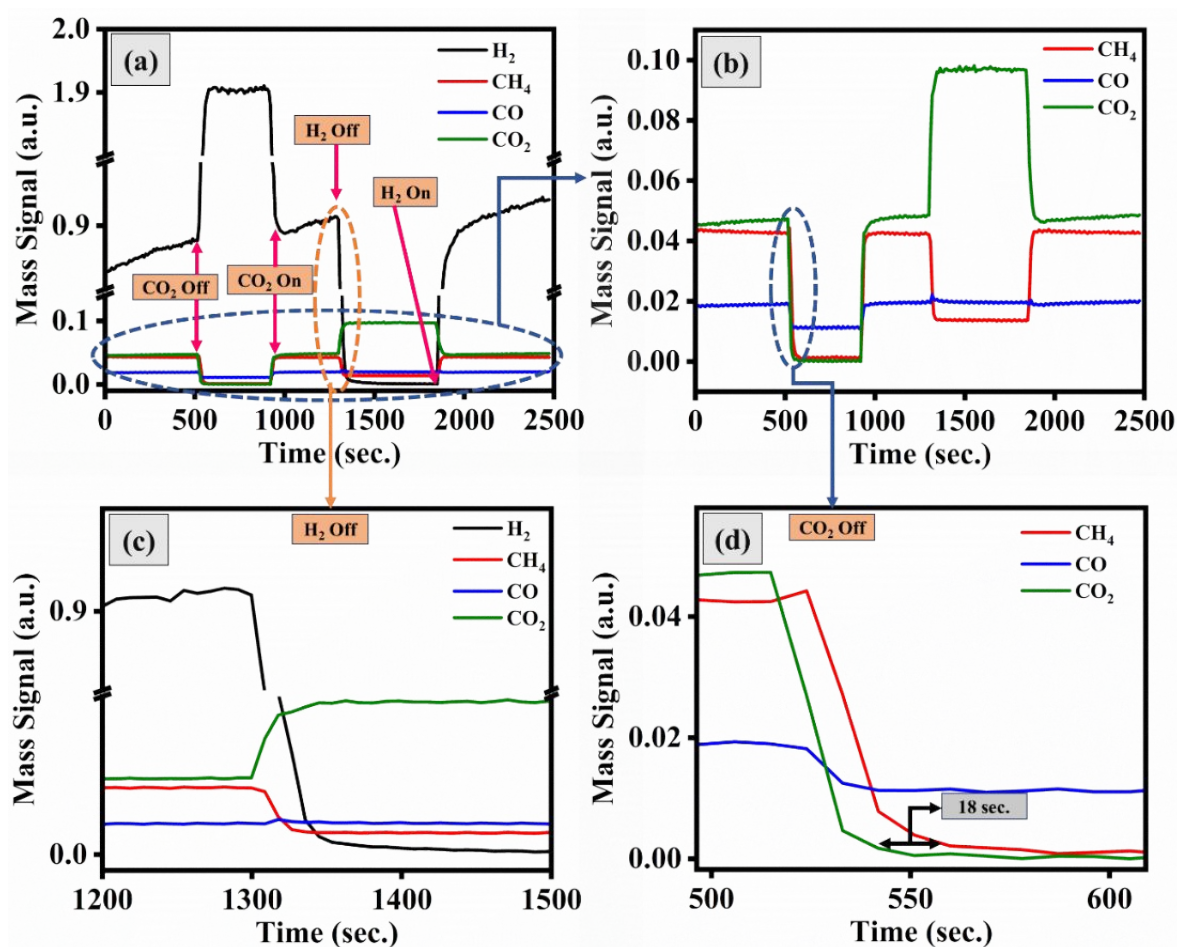 2.0
1.9
0.9
0.1
0.0
(a)
H₂
CH₄
CO
CO₂
H₂ Off
H₂ On
CO₂ Off
CO₂ On
0 500 1000 1500 2000 2500
Time (sec.)
Mass Signal (a.u.)
0.10
0.08
0.06
0.04
0.02
0.00
(b)
CH₄
CO
CO₂
0 500 1000 1500 2000 2500
Time (sec.)
Mass Signal (a.u.)
(c)
H₂ Off
H₂
CH₄
CO
CO₂
0.9
0.0
1200 1300 1400 1500
Time (sec.)
Mass Signal (a.u.)
(d)
CO₂ Off
CH₄
CO
CO₂
0.04
0.02
0.00
18 sec.
500 550 600
Time (sec.)
Mass Signal (a.u.)